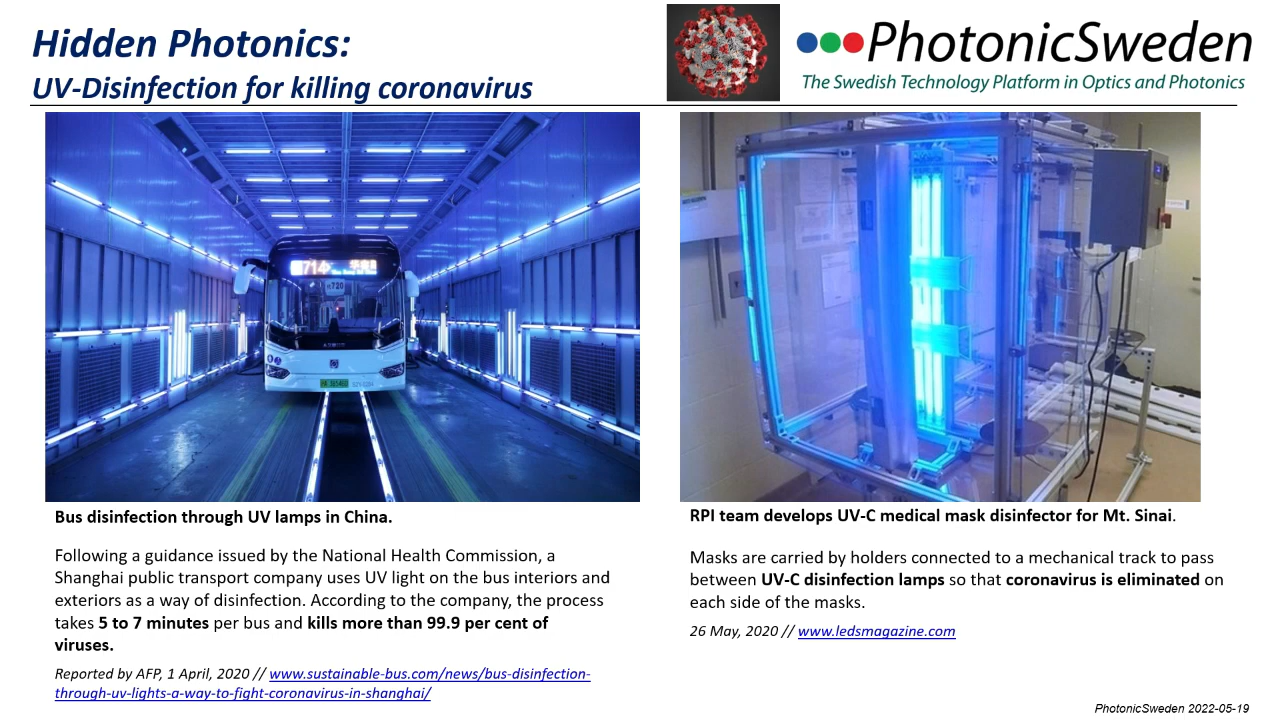 Hidden Photonics:
UV-Disinfection for killing coronavirus
PhotonicSweden
The Swedish Technology Platform in Optics and Photonics
714
Bus disinfection through UV lamps in China.
Following a guidance issued by the National Health Commission, a
Shanghai public transport company uses UV light on the bus interiors and
exteriors as a way of disinfection. According to the company, the process
takes 5 to 7 minutes per bus and kills more than 99.9 per cent of
viruses.
Reported by AFP, 1 April, 2020 // www.sustainable-bus.com/news/bus-disinfection-
through-uv-lights-a-way-to-fight-coronavirus-in-shanghai/
RPI team develops UV-C medical mask disinfector for Mt. Sinai.
Masks are carried by holders connected to a mechanical track to pass
between UV-C disinfection lamps so that coronavirus is eliminated on
each side of the masks.
26 May, 2020 // www.ledsmagazine.com
PhotonicSweden 2022-05-19